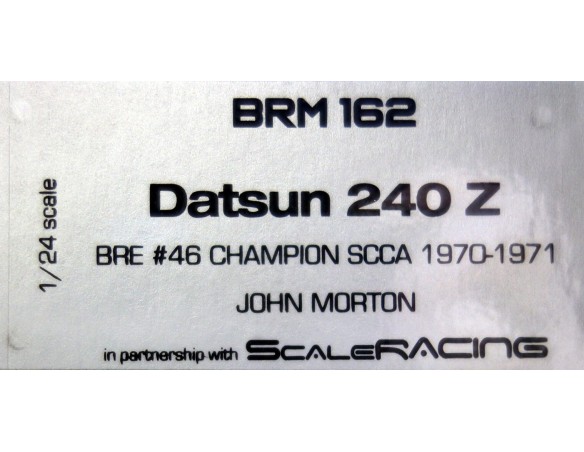 BRM 162
Datsun 240 Z
1/24 scale
BRE #46 CHAMPION SCCA 1970-1971
JOHN MORTON
in partnership with SCALERACING